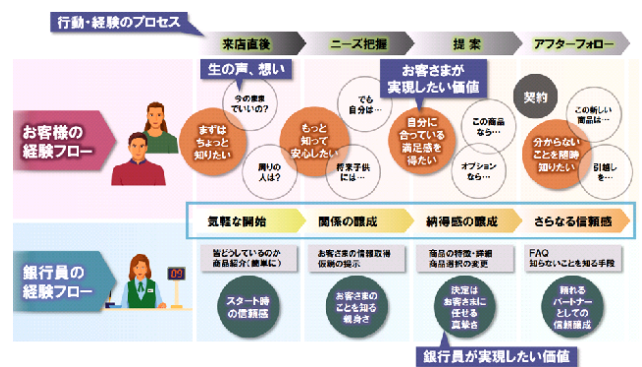 行動・経験のプロセス
来店直後
ニーズ把握
提案
アフターフォロー
生の声、想い
お客さまが
実現したい価値
お客様の
経験フロー
今のままで
でいいの?
まずは
ちょっと
知りたい
周りの
人は?
でも
自分は…
もっと
知って
安心したい
将来子供
には…
自分に
合っている
満足感を
得たい
この商品
なら…
オプション
なら…
契約
この新しい
商品は…
分からない
ことを随時
知りたい
引越し
を…
気軽な開始
関係の醸成
納得感の醸成
さらなる信頼感
銀行員の
経験フロー
09
皆どうしているのか
商品紹介(簡単に)
スタート時
の信頼感
お客さまの情報取得
仮説の提示
お客さまの
ことを知る
親身さ
商品の特徴・詳細
商品選択の変更
決定は
お客さまに
任せる
真摯さ
FAQ
知らないことを知る手段
頼れる
パートナー
としての
信頼醸成
銀行員が実現したい価値